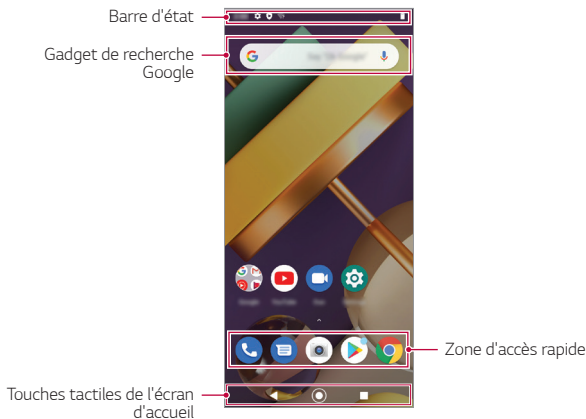 Barre d'état
Gadget de recherche
Google
Zone d'accès rapide
Touches tactiles de l'écran
d'accueil